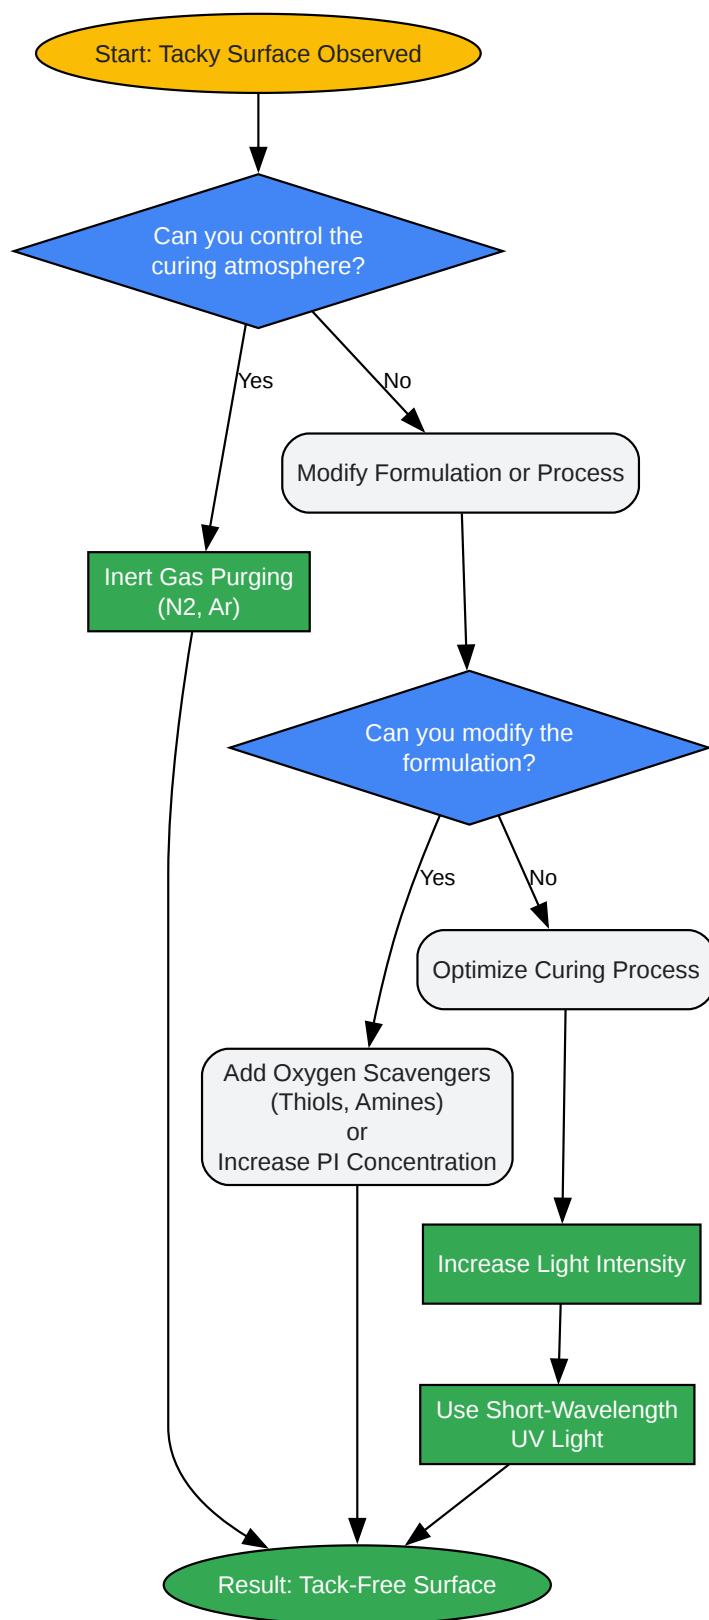 Start: Tacky Surface Observed
Can you control the
curing atmosphere?
Yes
No
Modify Formulation or Process
Inert Gas Purging
(N2, Ar)
Can you modify the
formulation?
Yes
No
Optimize Curing Process
Add Oxygen Scavengers
(Thiols, Amines)
or
Increase PI Concentration
Increase Light Intensity
Use Short-Wavelength
UV Light
Result: Tack-Free Surface